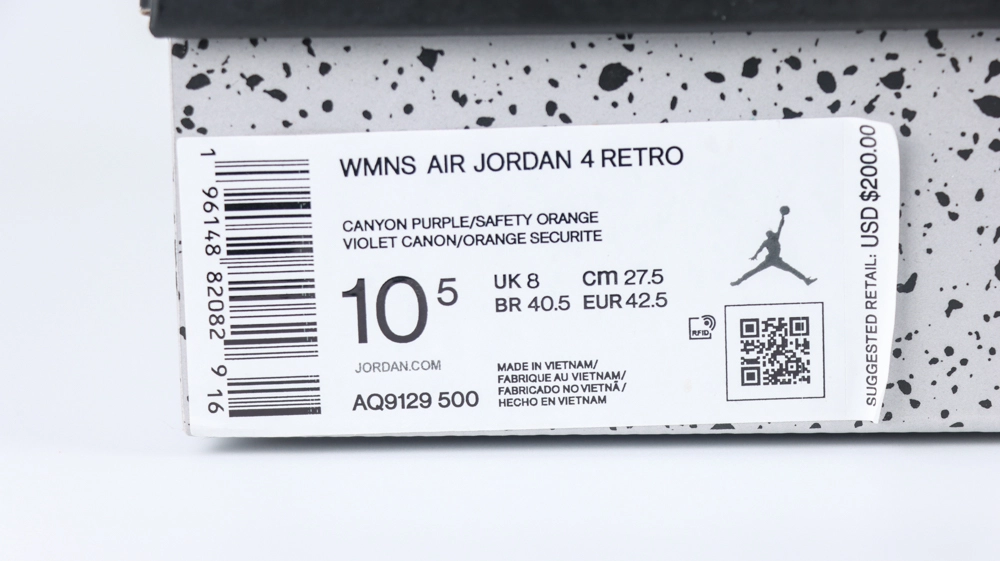 WMNS AIR JORDAN 4 RETRO
CANYON PURPLE/SAFETY ORANGE
VIOLET CANON/ORANGE SECURITE
10 5
UK 8 cm 27.5
BR 40.5 EUR 42.5
JORDAN.COM
AQ9129 500
MADE IN VIETNAM/
FABRIQUE AU VIETNAM/
FABRICADO NO VIETNÃ/
HECHO EN VIETNAM
RFID
SUGGESTED RETAIL: USD $200.00
1 96148 82082 9 16